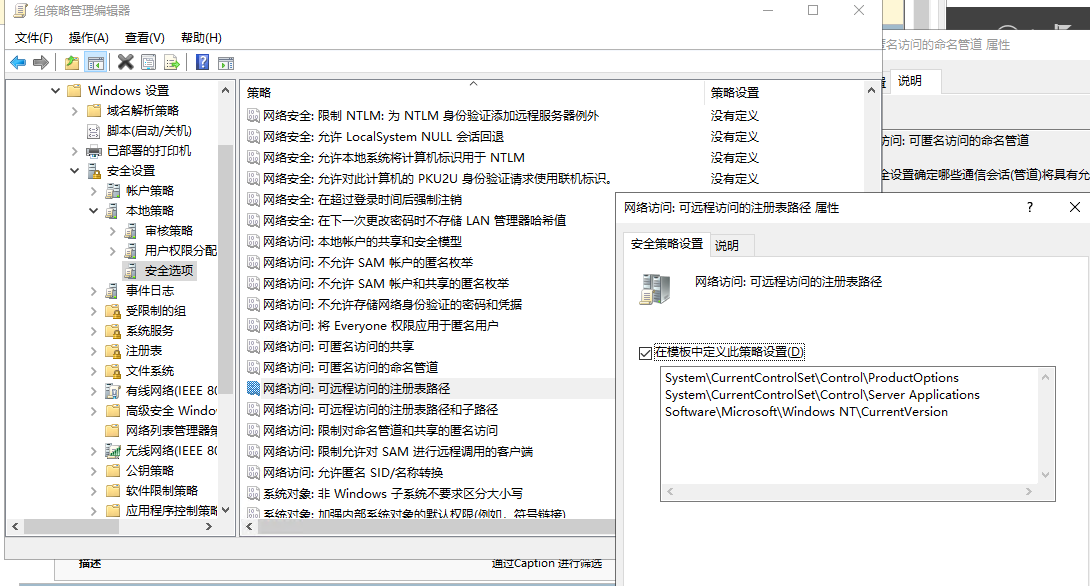 组策略管理编辑器
文件(F) 操作(A) 查看(V) 帮助(H)
Windows 设置
域名解析策略
脚本(启动/关机)
已部署的打印机
安全设置
帐户策略
本地策略
审核策略
用户权限分配
安全选项
事件日志
受限制的组
系统服务
注册表
文件系统
有线网络(IEEE 80
高级安全 Windo
网络列表管理器策
无线网络(IEEE 80
公钥策略
软件限制策略
应用程序控制策略
策略 策略设置
网络安全: 限制 NTLM: 为 NTLM 身份验证添加远程服务器例外 没有定义
网络安全: 允许 LocalSystem NULL 会话回退 没有定义
网络安全: 允许本地系统将计算机标识用于 NTLM 没有定义
网络安全: 允许对此计算机的 PKU2U 身份验证请求使用联机标识。 没有定义
网络安全: 在超过登录时间后强制注销
网络安全: 在下一次更改密码时不存储 LAN 管理器哈希值
网络访问: 本地帐户的共享和安全模型
网络访问: 不允许 SAM 帐户的匿名枚举
网络访问: 不允许 SAM 帐户和共享的匿名枚举
网络访问: 不允许存储网络身份验证的密码和凭据
网络访问: 将 Everyone 权限应用于匿名用户
网络访问: 可匿名访问的共享
网络访问: 可匿名访问的命名管道
网络访问: 可远程访问的注册表路径
网络访问: 可远程访问的注册表路径和子路径
网络访问: 限制对命名管道和共享的匿名访问
网络访问: 限制允许对 SAM 进行远程调用的客户端
网络访问: 允许匿名 SID/名称转换
系统对象: 非 Windows 子系统不要求区分大小写
系统对象: 加强内部系统对象的默认权限(例如，符号链接)
描述 通过Caption 进行筛选
匿名访问的命名管道 属性
说明
访问: 可匿名访问的命名管道
全设置确定哪些通信会话(管道)将具有允
网络访问: 可远程访问的注册表路径 属性 ?
安全策略设置 说明
网络访问: 可远程访问的注册表路径
在模板中定义此策略设置(D)
System\CurrentControlSet\Control\ProductOptions
System\CurrentControlSet\Control\Server Applications
Software\Microsoft\Windows NT\CurrentVersion